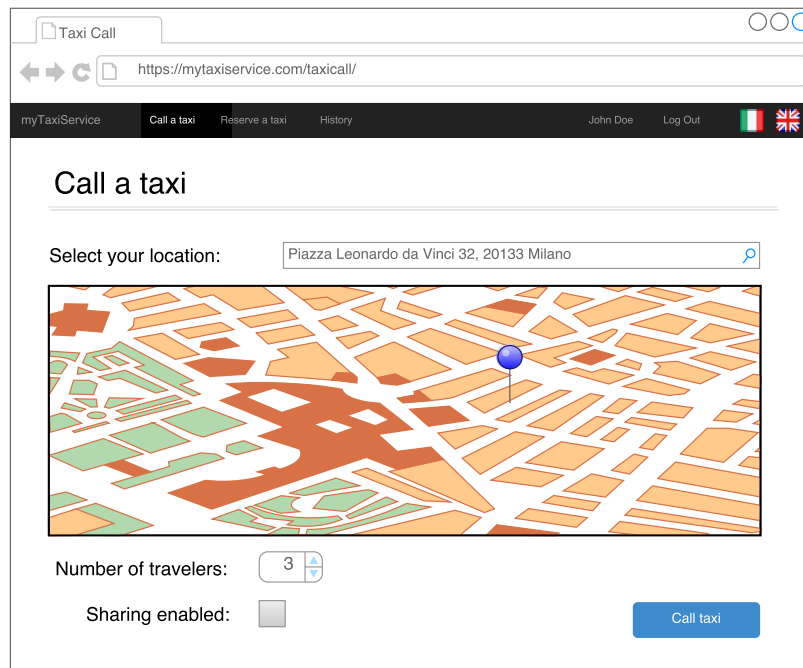 Taxi Call
https://mytaxiservice.com/taxicall/
myTaxiService Call a taxi Reserve a taxi History John Doe Log Out
Call a taxi
Select your location: Piazza Leonardo da Vinci 32, 20133 Milano
Number of travelers: 3
Sharing enabled:
Call taxi